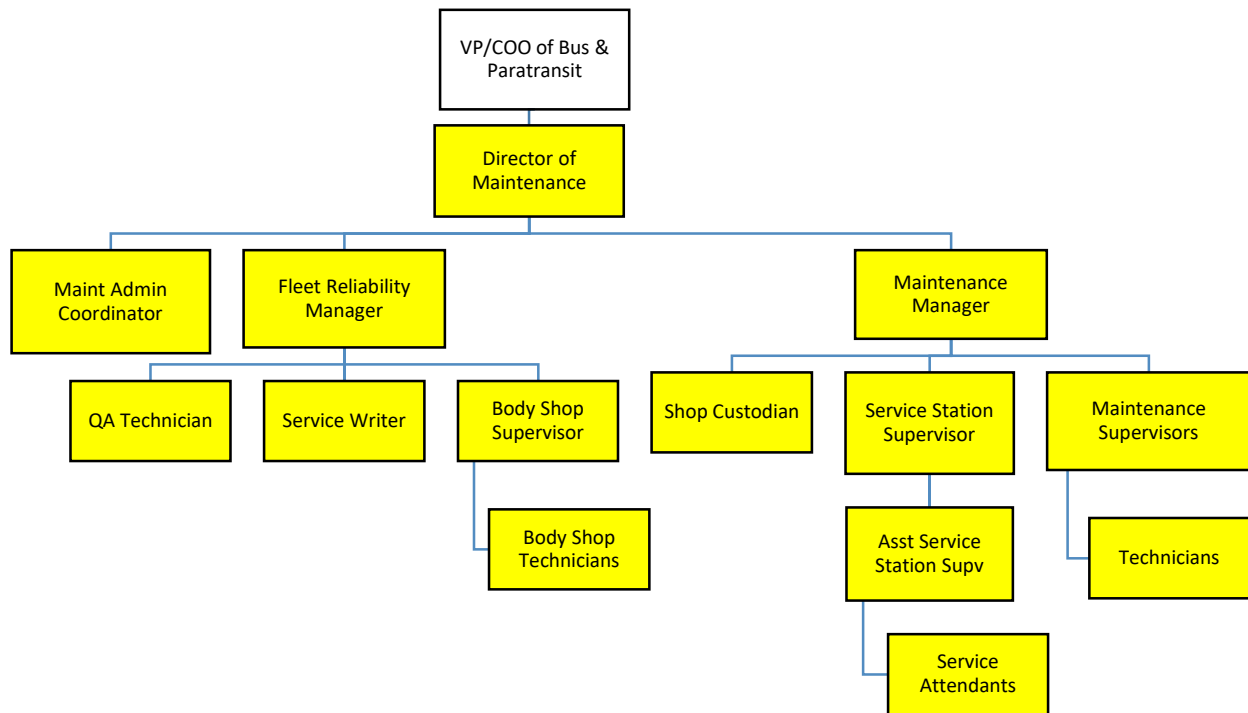 VP/COO of Bus &
Paratransit
Director of
Maintenance
Maint Admin
Coordinator
Fleet Reliability
Manager
Maintenance
Manager
QA Technician
Service Writer
Body Shop
Supervisor
Shop Custodian
Service Station
Supervisor
Maintenance
Supervisors
Body Shop
Technicians
Asst Service
Station Supv
Technicians
Service
Attendants